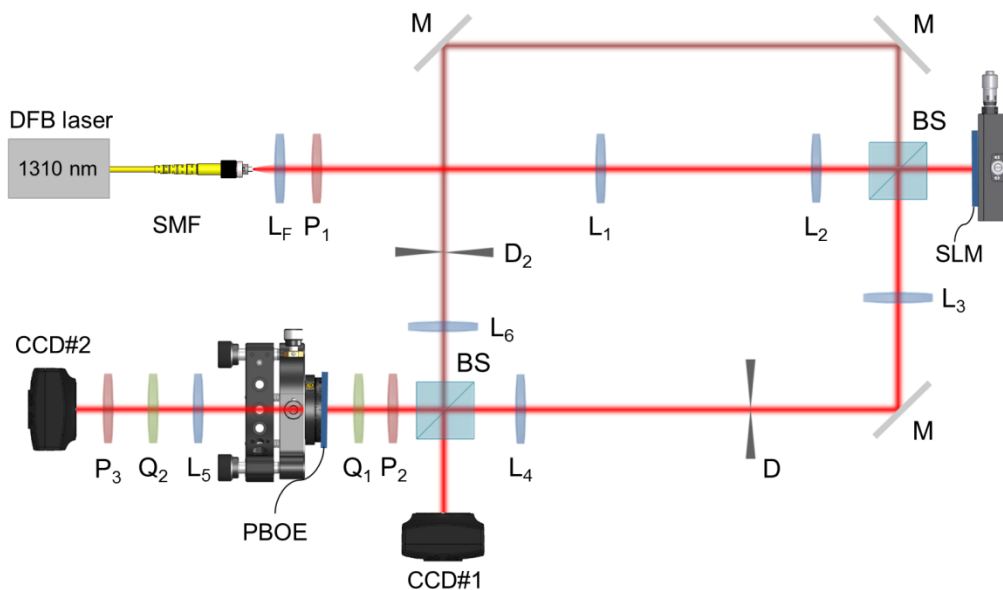 M
M
DFB laser
BS
1310 nm
SMF
L_F
P₁
L₁
L₂
SLM
D₂
L₃
L₆
CCD#2
BS
M
P₃
Q₂
L₅
Q₁
P₂
L₄
D
PBOE
CCD#1